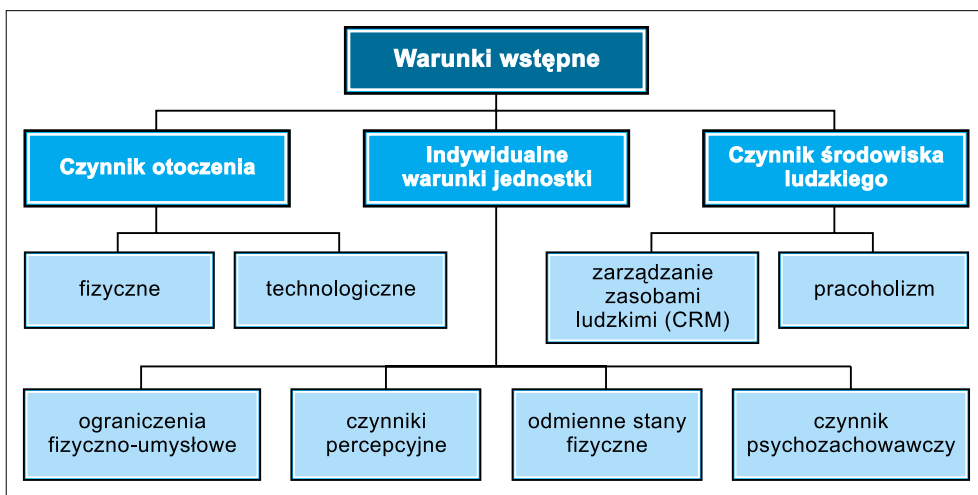 Warunki wstępne
Czynnik otoczenia
Indywidualne
warunki jednostki
Czynnik środowiska
ludzkiego
fizyczne
technologiczne
zarządzanie
zasobami
ludzkimi (CRM)
pracoholizm
ograniczenia
fizyczno-umysłowe
czynniki
percepcyjne
odmienne stany
fizyczne
czynnik
psychozachowawczy